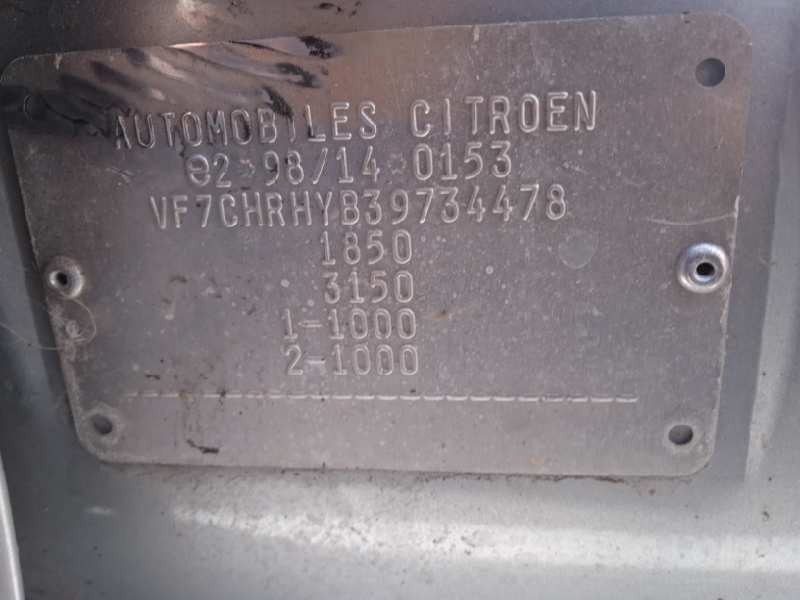 AUTOMOBILES CITROEN
e2*98/14*0153
VF7CHRHYB39734478
1850
3150
1-1000
2-1000